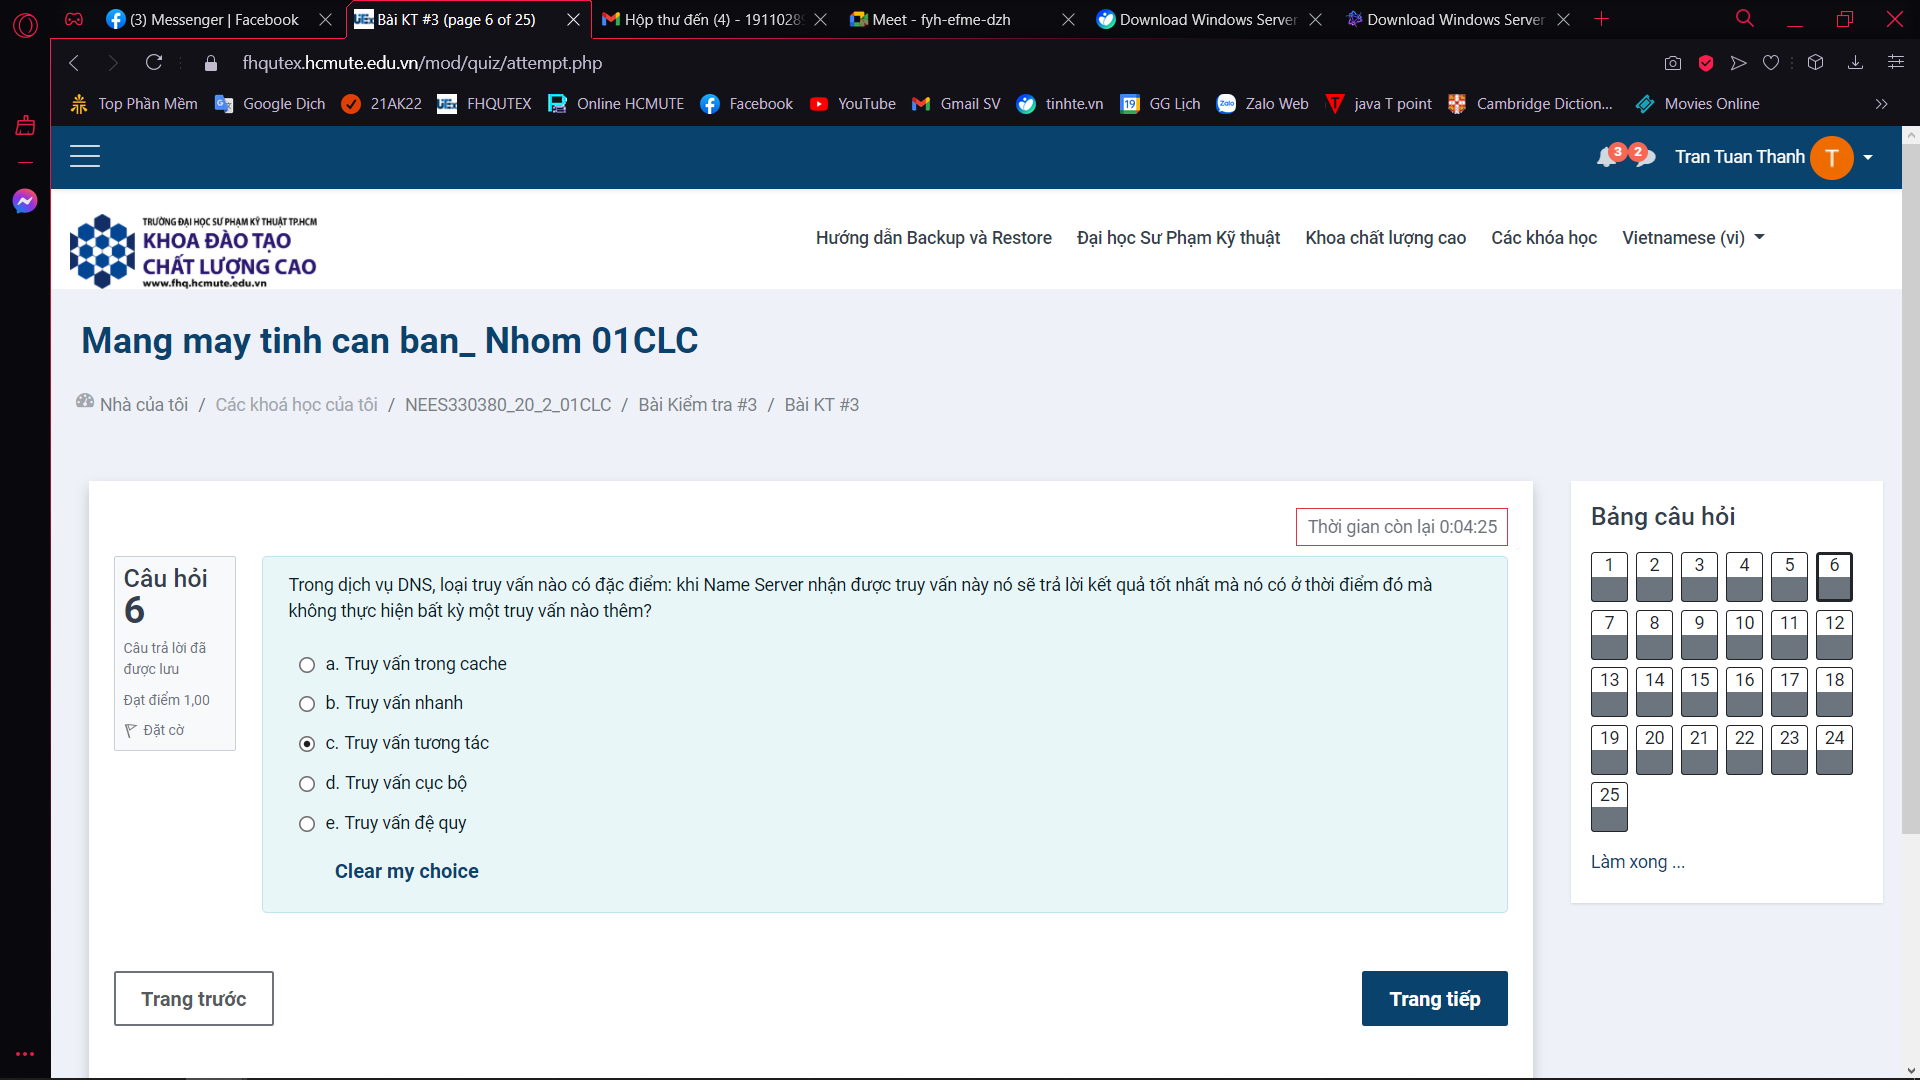 (3) Messenger | Facebook
Bài KT #3 (page 6 of 25)
Hộp thư đến (4) - 1911028
Meet - fyh-efme-dzh
Download Windows Server
Download Windows Server
fhqutex.hcmute.edu.vn/mod/quiz/attempt.php
Top Phần Mềm
Google Dịch
21AK22
FHQUTEX
Online HCMUTE
Facebook
YouTube
Gmail SV
tinhte.vn
19 GG Lịch
Zalo Zalo Web
java T point
Cambridge Diction...
Movies Online
3 2
Tran Tuan Thanh T
TRƯỜNG ĐẠI HỌC SƯ PHẠM KỸ THUẬT TP.HCM
KHOA ĐÀO TẠO
CHẤT LƯỢNG CAO
www.fhq.hcmute.edu.vn
Hướng dẫn Backup và Restore
Đại học Sư Phạm Kỹ thuật
Khoa chất lượng cao
Các khóa học
Vietnamese (vi)
Mang may tinh can ban_ Nhom 01CLC
Nhà của tôi / Các khoá học của tôi / NEES330380_20_2_01CLC / Bài Kiểm tra #3 / Bài KT #3
Thời gian còn lại 0:04:25
Câu hỏi
6
Câu trả lời đã
được lưu
Đạt điểm 1,00
Đặt cờ
Trong dịch vụ DNS, loại truy vấn nào có đặc điểm: khi Name Server nhận được truy vấn này nó sẽ trả lời kết quả tốt nhất mà nó có ở thời điểm đó mà
không thực hiện bất kỳ một truy vấn nào thêm?
a. Truy vấn trong cache
b. Truy vấn nhanh
c. Truy vấn tương tác
d. Truy vấn cục bộ
e. Truy vấn đệ quy
Clear my choice
Trang trước
Trang tiếp
Bảng câu hỏi
1 2 3 4 5 6
7 8 9 10 11 12
13 14 15 16 17 18
19 20 21 22 23 24
25
Làm xong ...